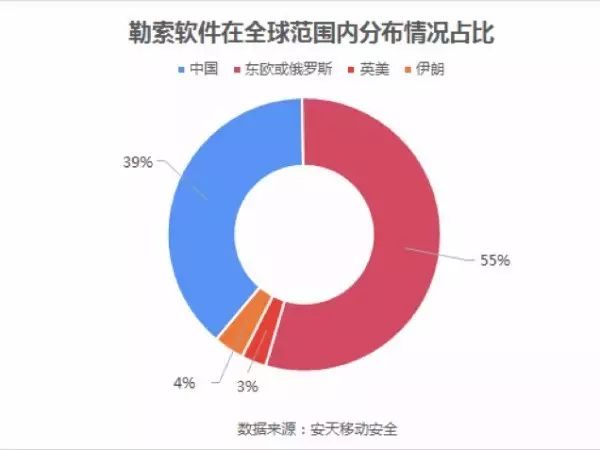 勒索软件在全球范围内分布情况占比
中国 东欧或俄罗斯 英美 伊朗
39%
55%
4%
3%
数据来源：安天移动安全